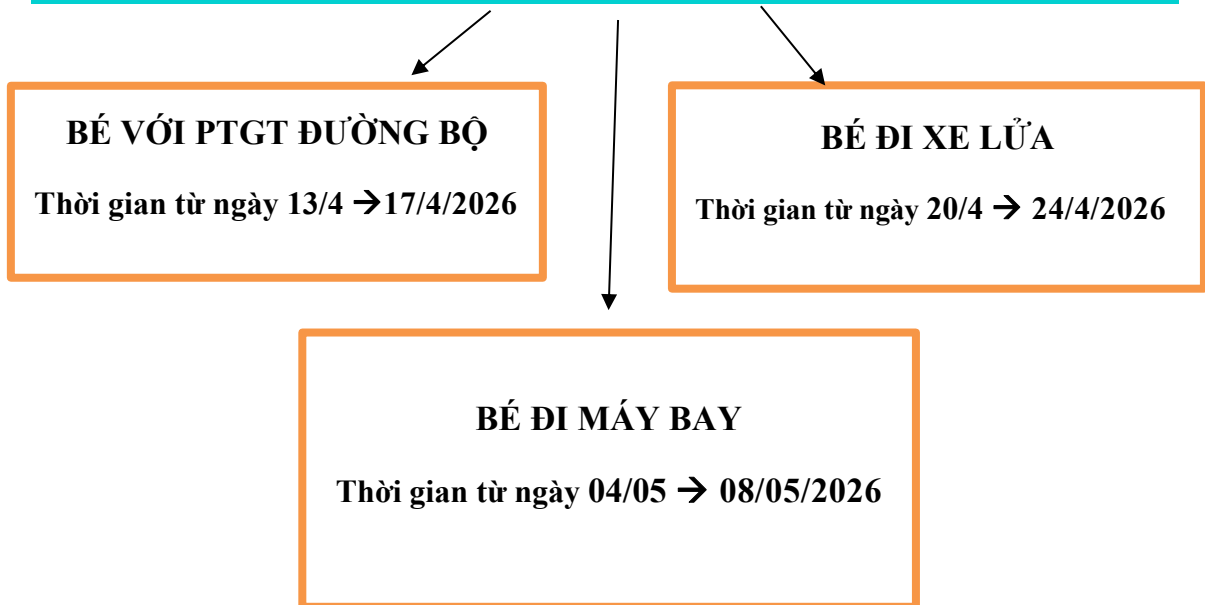 BÉ VỚI PTGT ĐƯỜNG BỘ
Thời gian từ ngày 13/4 →17/4/2026
BÉ ĐI XE LỬA
Thời gian từ ngày 20/4 → 24/4/2026
BÉ ĐI MÁY BAY
Thời gian từ ngày 04/05 → 08/05/2026